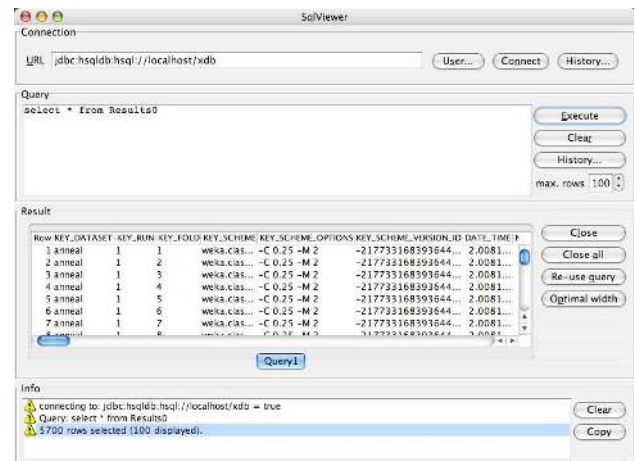 SqlViewer
Connection
URL jdbc:hsqldb:hsql://localhost/xdb User... Connect History...
Query
select * from Results0
Execute
Clear
History...
max. rows 100
Result
Row KEY_DATASET KEY_RUN KEY_FOLD KEY_SCHEME KEY_SCHEME_OPTIONS KEY_SCHEME_VERSION_ID DATE_TIME
1 anneal 1 1 weka.clas... -C 0.25 -M 2 -217733168393644... 2.0081...
2 anneal 1 2 weka.clas... -C 0.25 -M 2 -217733168393644... 2.0081...
3 anneal 1 3 weka.clas... -C 0.25 -M 2 -217733168393644... 2.0081...
4 anneal 1 4 weka.clas... -C 0.25 -M 2 -217733168393644... 2.0081...
5 anneal 1 5 weka.clas... -C 0.25 -M 2 -217733168393644... 2.0081...
6 anneal 1 6 weka.clas... -C 0.25 -M 2 -217733168393644... 2.0081...
7 anneal 1 7 weka.clas... -C 0.25 -M 2 -217733168393644... 2.0081...
Close
Close all
Re-use query
Optimal width
Query1
Info
connecting to: jdbc:hsqldb:hsql://localhost/xdb = true
Query: select * from Results0
5700 rows selected (100 displayed).
Clear
Copy